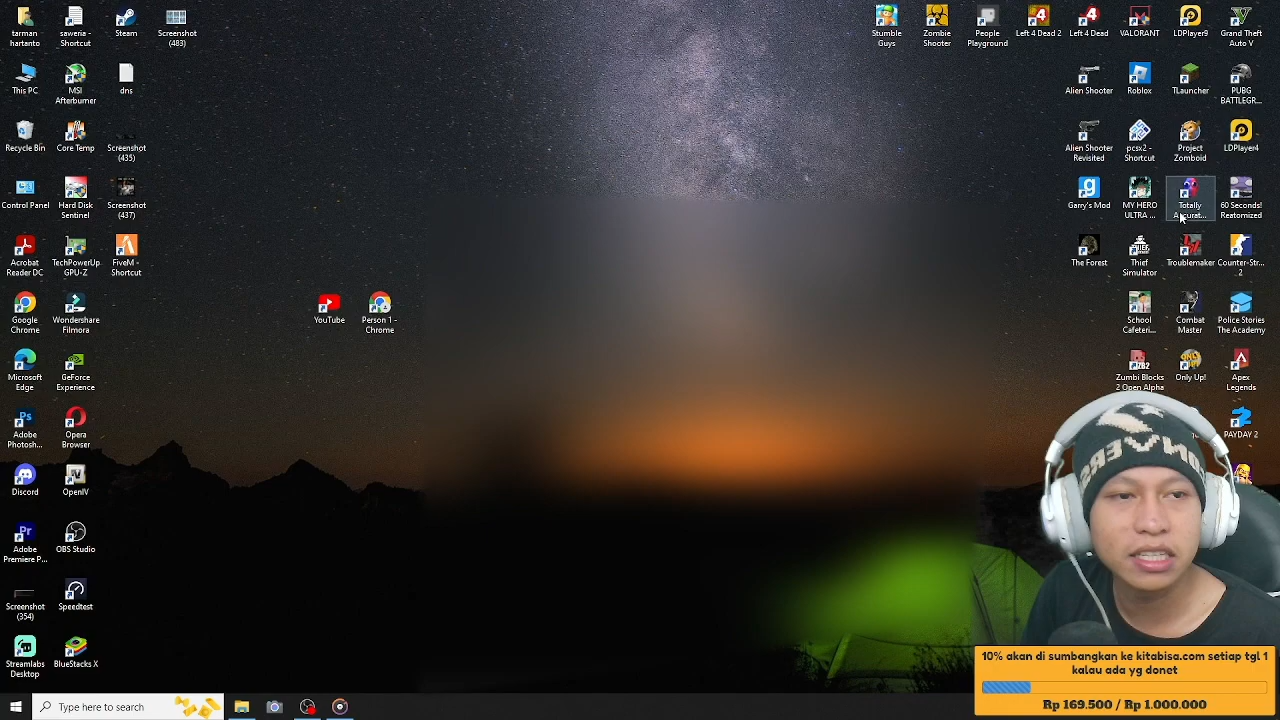 tarman
hartanto
saweria -
Shortcut
Steam
Screenshot
(483)
Stumble
Guys
Zombie
Shooter
People
Playground
Left 4 Dead 2
Left 4 Dead
VALORANT
LDPlayer9
Grand Theft
Auto V
This PC
MSI
Afterburner
dns
Alien Shooter
Roblox
TLauncher
PUBG
BATTLEGR...
Recycle Bin
Core Temp
Screenshot
(435)
Alien Shooter
Revisited
pcsx2 -
Shortcut
Project
Zomboid
LDPlayer4
Control Panel
Hard Disk
Sentinel
Screenshot
(437)
Garry's Mod
MY HERO
ULTRA ...
Totally
Accurat...
60 Seconds!
Reatomized
Acrobat
Reader DC
TechPowerUp
GPU-Z
FiveM -
Shortcut
The Forest
Thief
Simulator
Troublemaker
Counter-Str...
2
Google
Chrome
Wondershare
Filmora
YouTube
Person 1 -
Chrome
School
Cafeteri...
Combat
Master
Police Stories
The Academy
Microsoft
Edge
GeForce
Experience
Zumbi Blocks
2 Open Alpha
Only Up!
Apex
Legends
Adobe
Photosh...
Opera
Browser
PAYDAY 2
Discord
OpenIV
Adobe
Premiere P...
OBS Studio
Screenshot
(354)
Speedtest
Streamlabs
Desktop
BlueStacks X
10% akan di sumbangkan ke kitabisa.com setiap tgl 1
kalau ada yg donet
Rp 169.500 / Rp 1.000.000
Type here to search